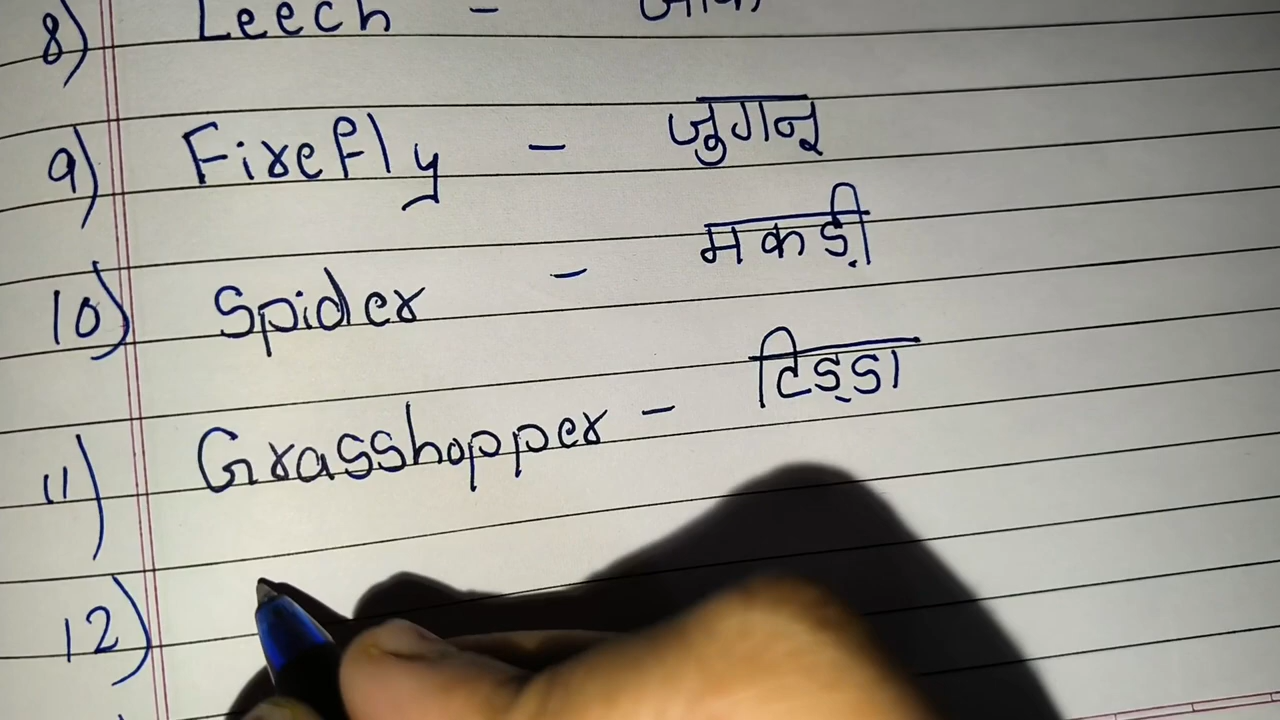 8) Leech -
9) Firefly - जुगनू
10) Spider - मकड़ी
11) Grasshopper - टिड़डा
12)